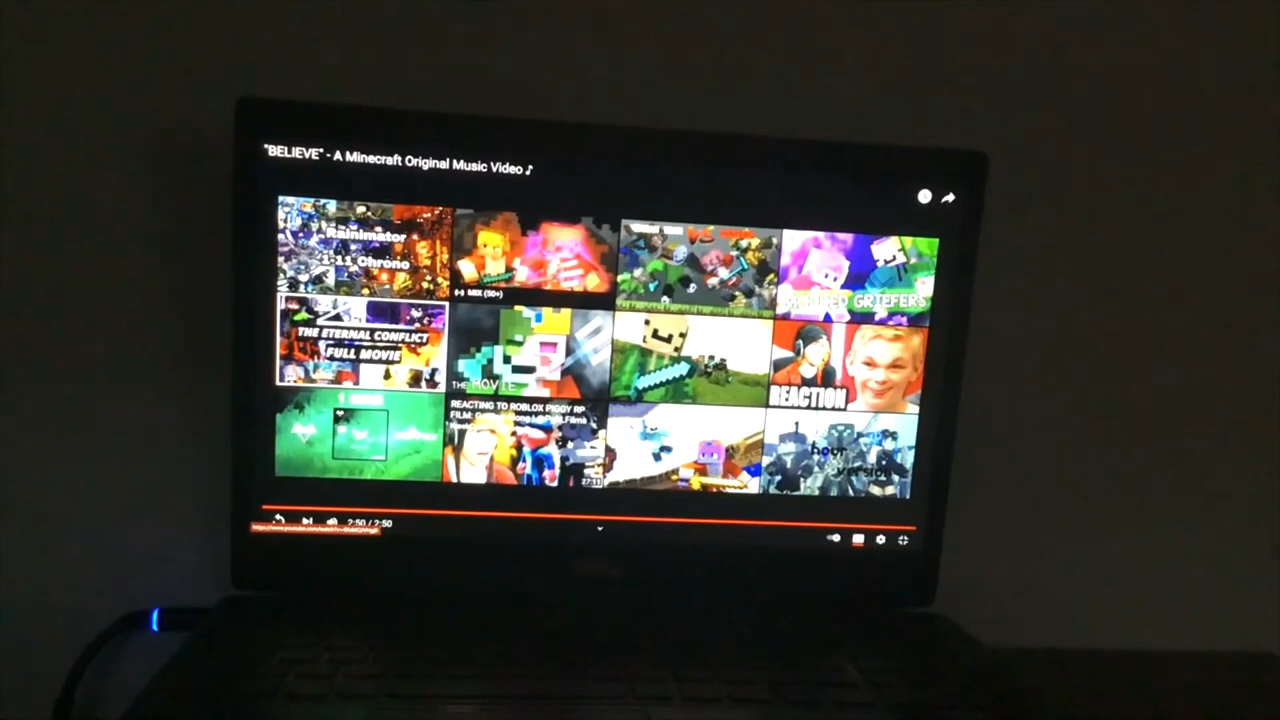 "BELIEVE" - A Minecraft Original Music Video ♪
Rainimator
1-11 Chrono
MIX (50+)
VS
GRIEFERS
THE ETERNAL CONFLICT
FULL MOVIE
THE MOVIE
REACTION
REACTING TO ROBLOX PIGGY RP
FILM:
27:11
1
hour
version
2:50 / 2:50